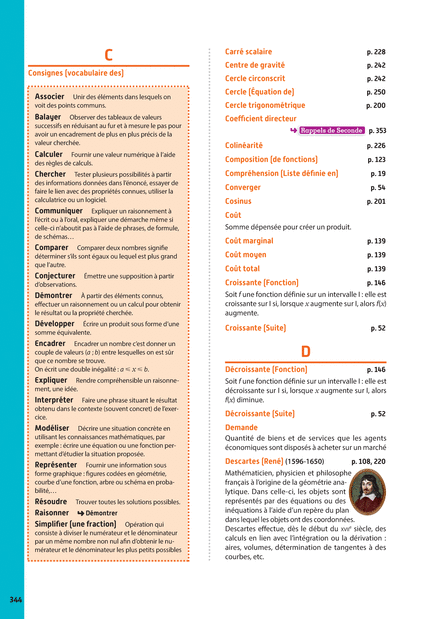 C
Consignes (vocabulaire des)
Associer Unir des éléments dans lesquels on
voit des points communs.
Balayer Observer des tableaux de valeurs
successifs en réduisant au fur et à mesure le pas pour
avoir un encadrement de plus en plus précis de la
valeur cherchée.
Calculer Fournir une valeur numérique à l'aide
des règles de calculs.
Chercher Tester plusieurs possibilités à partir
des informations données dans l'énoncé, essayer de
faire le lien avec des propriétés connues, utiliser la
calculatrice ou un logiciel.
Communiquer Expliquer un raisonnement à
l'écrit ou à l'oral, expliquer une démarche même si
celle-ci n'aboutit pas à l'aide de phrases, de formule,
de schémas…
Comparer Comparer deux nombres signifie
déterminer s'ils sont égaux ou lequel est plus grand
que l'autre.
Conjecturer Émettre une supposition à partir
d'observations.
Démontrer À partir des éléments connus,
effectuer un raisonnement ou un calcul pour obtenir
le résultat ou la propriété cherchée.
Développer Écrire un produit sous forme d'une
somme équivalente.
Encadrer Encadrer un nombre c'est donner un
couple de valeurs (a ; b) entre lesquelles on est sûr
que ce nombre se trouve.
On écrit une double inégalité : a ⩽ x ⩽ b.
Expliquer Rendre compréhensible un raisonne-
ment, une idée.
Interpréter Faire une phrase situant le résultat
obtenu dans le contexte (souvent concret) de l'exer-
cice.
Modéliser Décrire une situation concrète en
utilisant les connaissances mathématiques, par
exemple : écrire une équation ou une fonction per-
mettant d'étudier la situation proposée.
Représenter Fournir une information sous
forme graphique : figures codées en géométrie,
courbe d'une fonction, arbre ou schéma en proba-
bilité,…
Résoudre Trouver toutes les solutions possibles.
Raisonner ↪ Démontrer
Simplifier (une fraction) Opération qui
consiste à diviser le numérateur et le dénominateur
par un même nombre non nul afin d'obtenir le nu-
mérateur et le dénominateur les plus petits possibles
344
Carré scalaire p. 228
Centre de gravité p. 242
Cercle circonscrit p. 242
Cercle (Équation de) p. 250
Cercle trigonométrique p. 200
Coefficient directeur
↪ Rappels de Seconde p. 353
Colinéarité p. 226
Composition (de fonctions) p. 123
Compréhension (Liste définie en) p. 19
Converger p. 54
Cosinus p. 201
Coût
Somme dépensée pour créer un produit.
Coût marginal p. 139
Coût moyen p. 139
Coût total p. 139
Croissante (Fonction) p. 146
Soit f une fonction définie sur un intervalle I : elle est
croissante sur I si, lorsque x augmente sur I, alors f(x)
augmente.
Croissante (Suite) p. 52
D
Décroissante (Fonction) p. 146
Soit f une fonction définie sur un intervalle I : elle est
décroissante sur I si, lorsque x augmente sur I, alors
f(x) diminue.
Décroissante (Suite) p. 52
Demande
Quantité de biens et de services que les agents
économiques sont disposés à acheter sur un marché
Descartes (René) (1596-1650) p. 108, 220
Mathématicien, physicien et philosophe
français à l'origine de la géométrie ana-
lytique. Dans celle-ci, les objets sont
représentés par des équations ou des
inéquations à l'aide d'un repère du plan
dans lequel les objets ont des coordonnées.
Descartes effectue, dès le début du XVIIe siècle, des
calculs en lien avec l'intégration ou la dérivation :
aires, volumes, détermination de tangentes à des
courbes, etc.